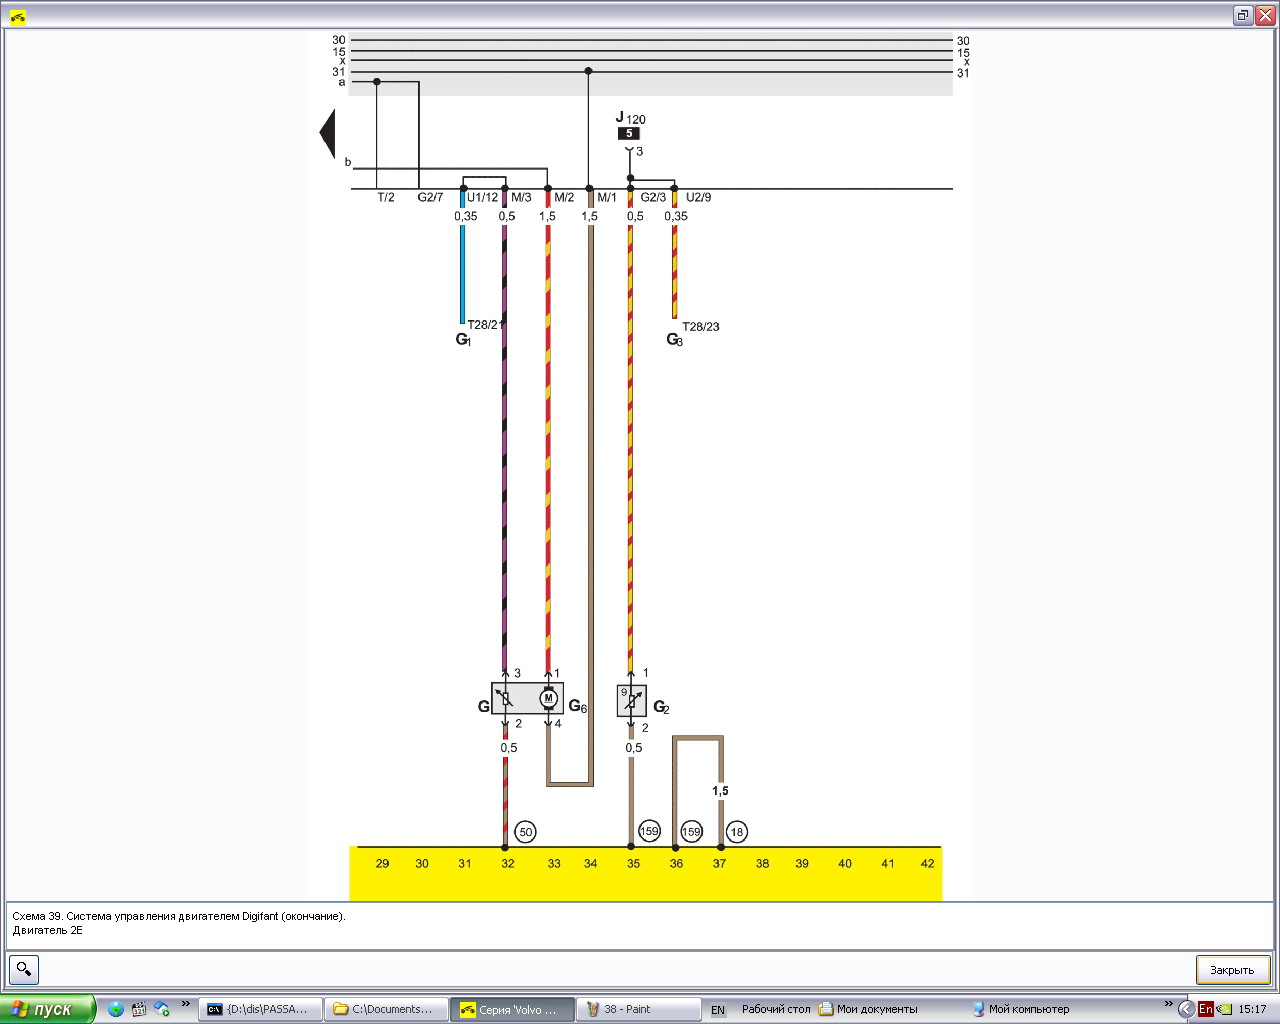 30 30
15 15
x x
31 31
a
J 120
5
3
b
T/2 G2/7 U1/12 M/3 M/2 M/1 G2/3 U2/9
0,35 0,5 1,5 1,5 0,5 0,35
T28/21 T28/23
G1 G3
3 1 1
G M G6 9 G2
2 4 2
0,5 0,5
1,5
50 159 159 18
29 30 31 32 33 34 35 36 37 38 39 40 41 42
Схема 39. Система управления двигателем Digifant (окончание).
Двигатель 2E
Закрыть
пуск » {D:\dis\PASSA... C:\Documents... Серия 'Volvo ... 38 - Paint EN Рабочий стол Мои документы Мой компьютер » En 15:17